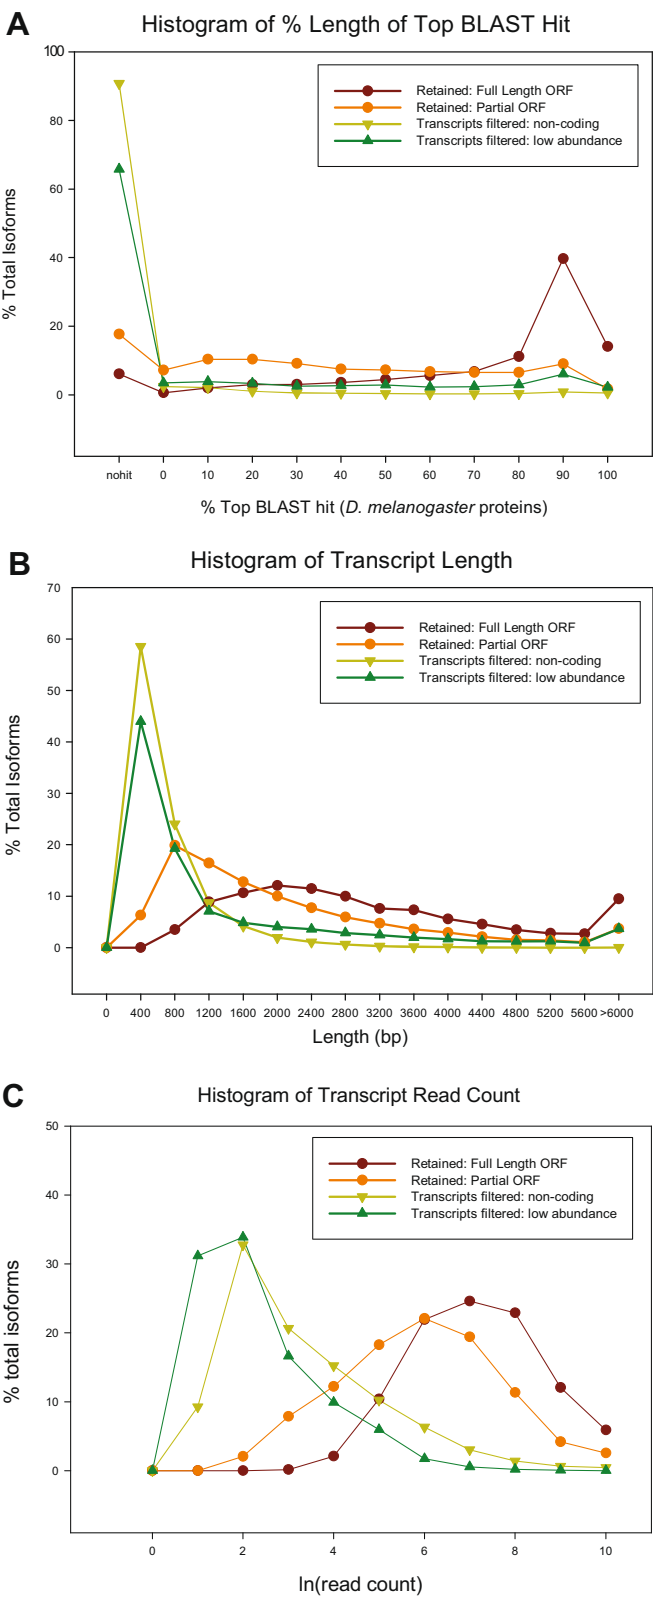 A
Histogram of % Length of Top BLAST Hit
100
80
60
40
20
0
% Total Isoforms
Retained: Full Length ORF
Retained: Partial ORF
Transcripts filtered: non-coding
Transcripts filtered: low abundance
nohit 0 10 20 30 40 50 60 70 80 90 100
% Top BLAST hit (D. melanogaster proteins)
B
Histogram of Transcript Length
70
60
50
40
30
20
10
0
% Total Isoforms
Retained: Full Length ORF
Retained: Partial ORF
Transcripts filtered: non-coding
Transcripts filtered: low abundance
0 400 800 1200 1600 2000 2400 2800 3200 3600 4000 4400 4800 5200 5600 >6000
Length (bp)
C
Histogram of Transcript Read Count
50
40
30
20
10
0
% total isoforms
Retained: Full Length ORF
Retained: Partial ORF
Transcripts filtered: non-coding
Transcripts filtered: low abundance
0 2 4 6 8 10
ln(read count)